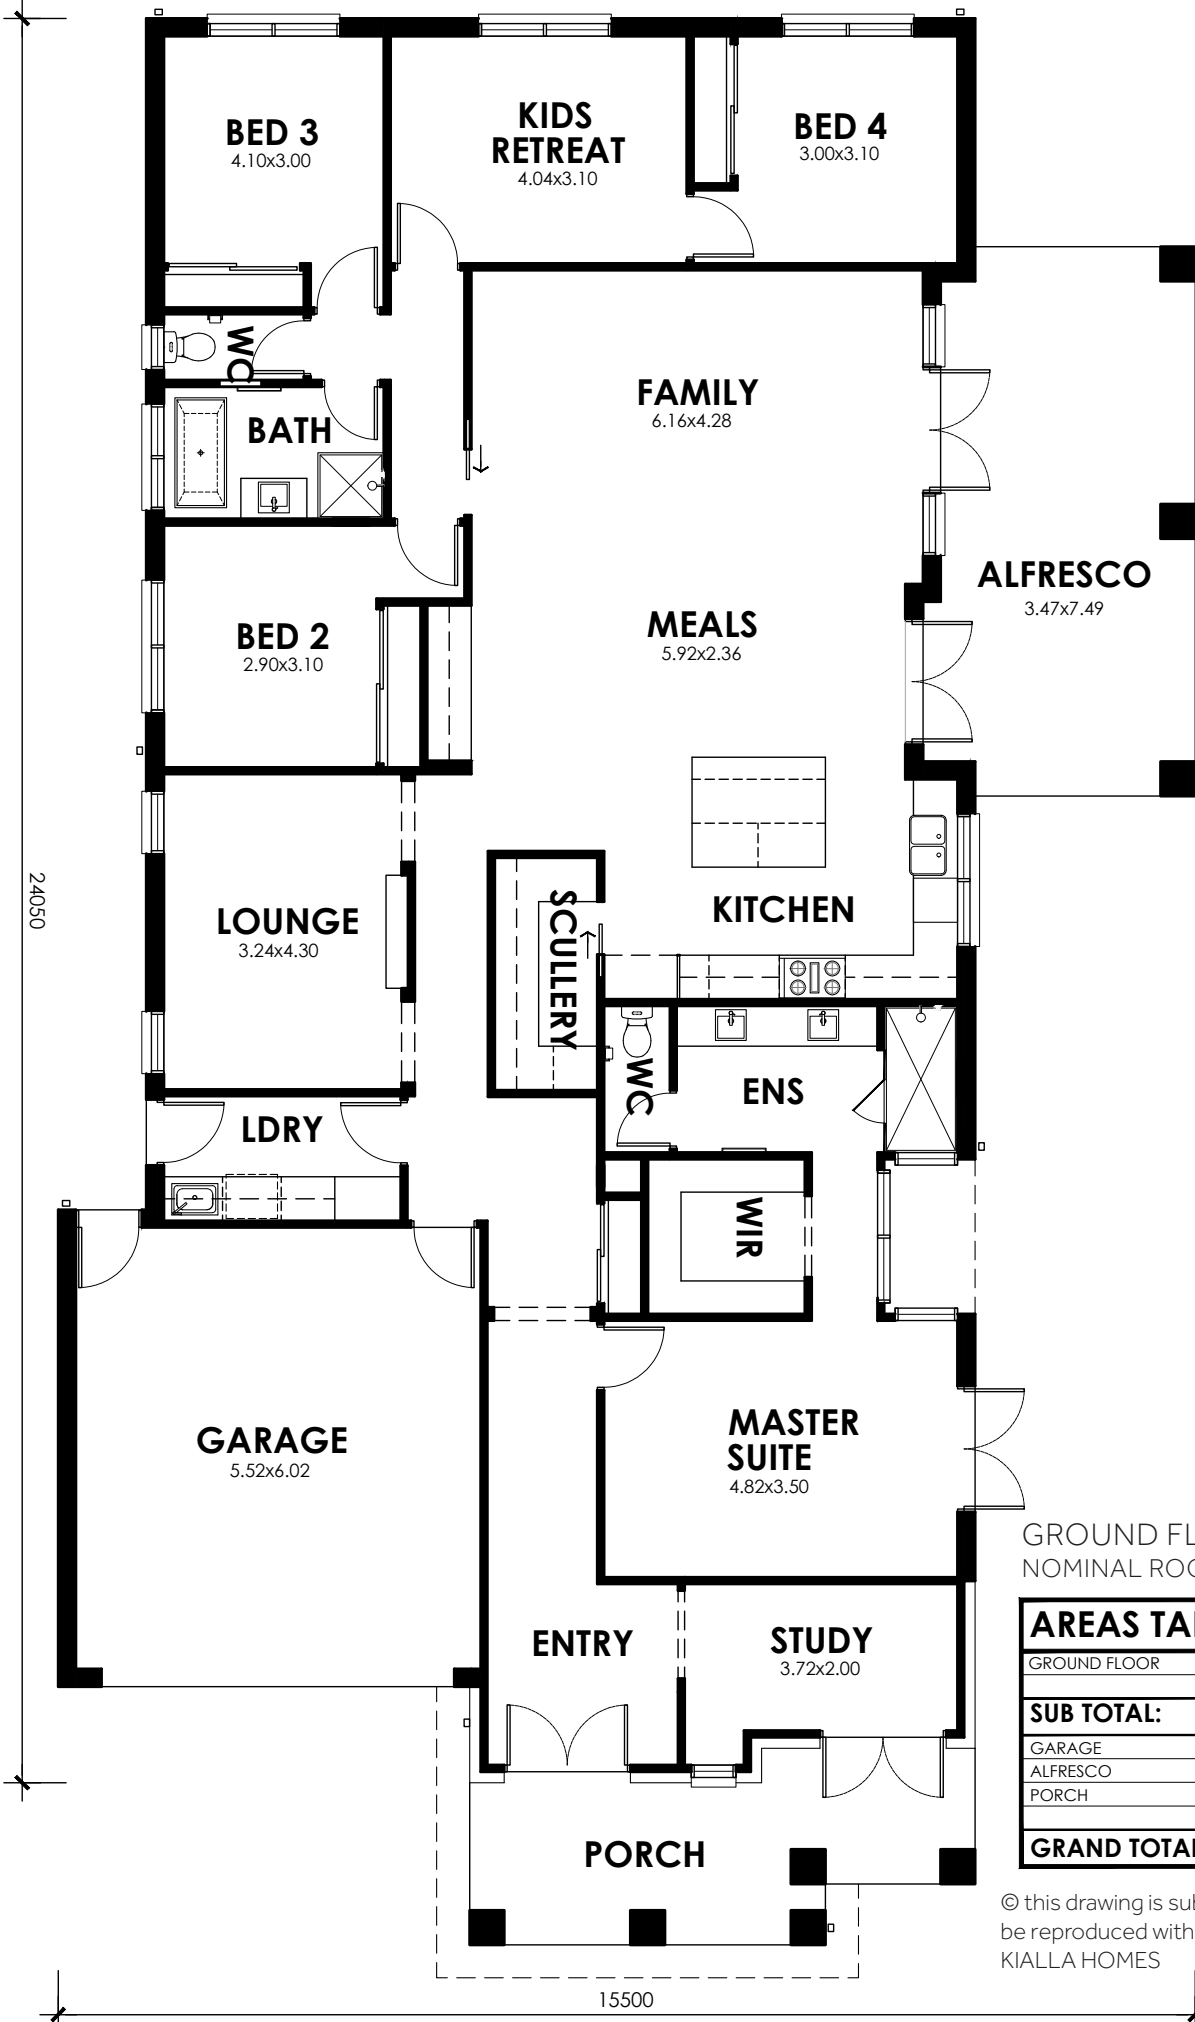 BED 3
4.10x3.00
KIDS
RETREAT
4.04x3.10
BED 4
3.00x3.10
WC
FAMILY
6.16x4.28
BATH
ALFRESCO
3.47x7.49
BED 2
2.90x3.10
MEALS
5.92x2.36
24050
LOUNGE
3.24x4.30
SCULLERY
KITCHEN
WC
ENS
LDRY
WIR
GARAGE
5.52x6.02
MASTER
SUITE
4.82x3.50
GROUND FL
NOMINAL ROO
AREAS TA
GROUND FLOOR
SUB TOTAL:
GARAGE
ALFRESCO
PORCH
GRAND TOTAL
ENTRY
STUDY
3.72x2.00
PORCH
© this drawing is sub
be reproduced with
KIALLA HOMES
15500